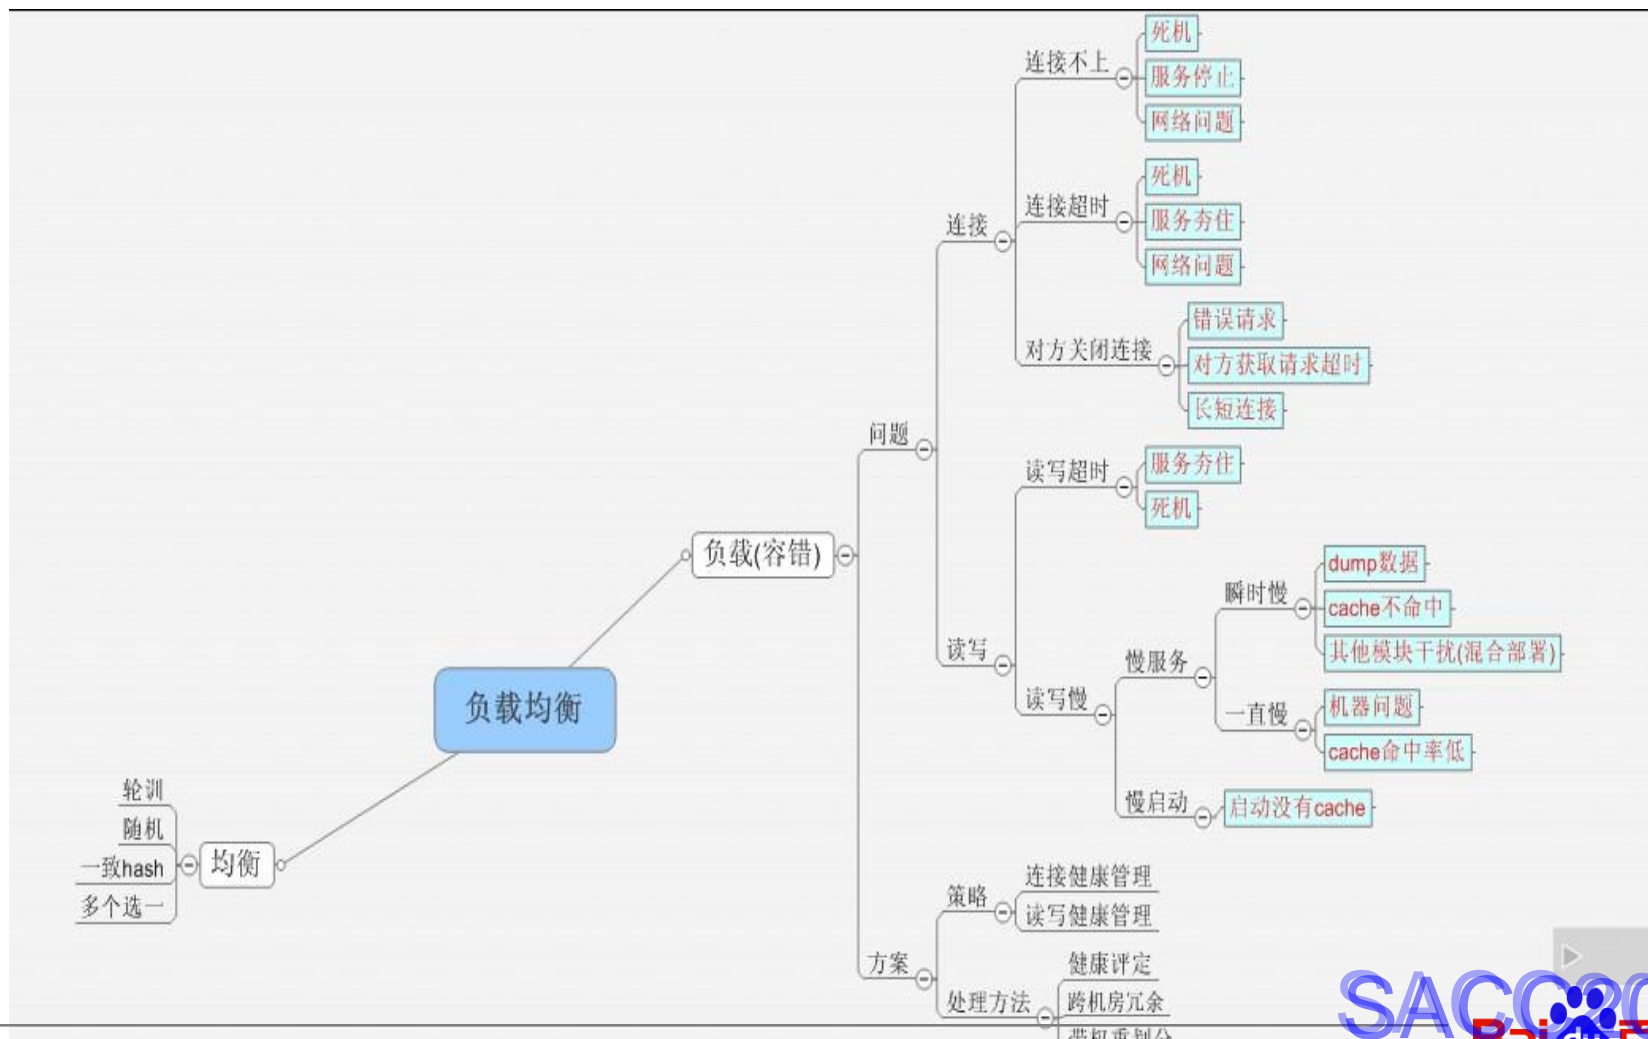 负载均衡
负载(容错)
问题
连接
连接不上
死机
服务停止
网络问题
连接超时
死机
服务夯住
网络问题
对方关闭连接
错误请求
对方获取请求超时
长短连接
读写
读写超时
服务夯住
死机
读写慢
慢服务
瞬时慢
dump数据
cache不命中
其他模块干扰(混合部署)
一直慢
机器问题
cache命中率低
慢启动
启动没有cache
方案
策略
连接健康管理
读写健康管理
处理方法
健康评定
跨机房冗余
带权重划分
均衡
轮训
随机
一致hash
多个选一
SACC20
Bai
du